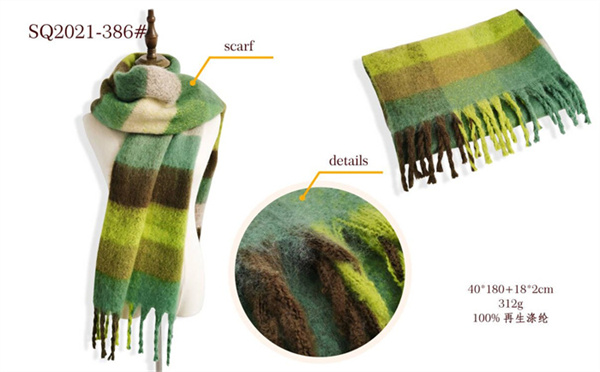 SQ2021-386#
scarf
details
40*180+18*2cm
312g
100% 再生涤纶